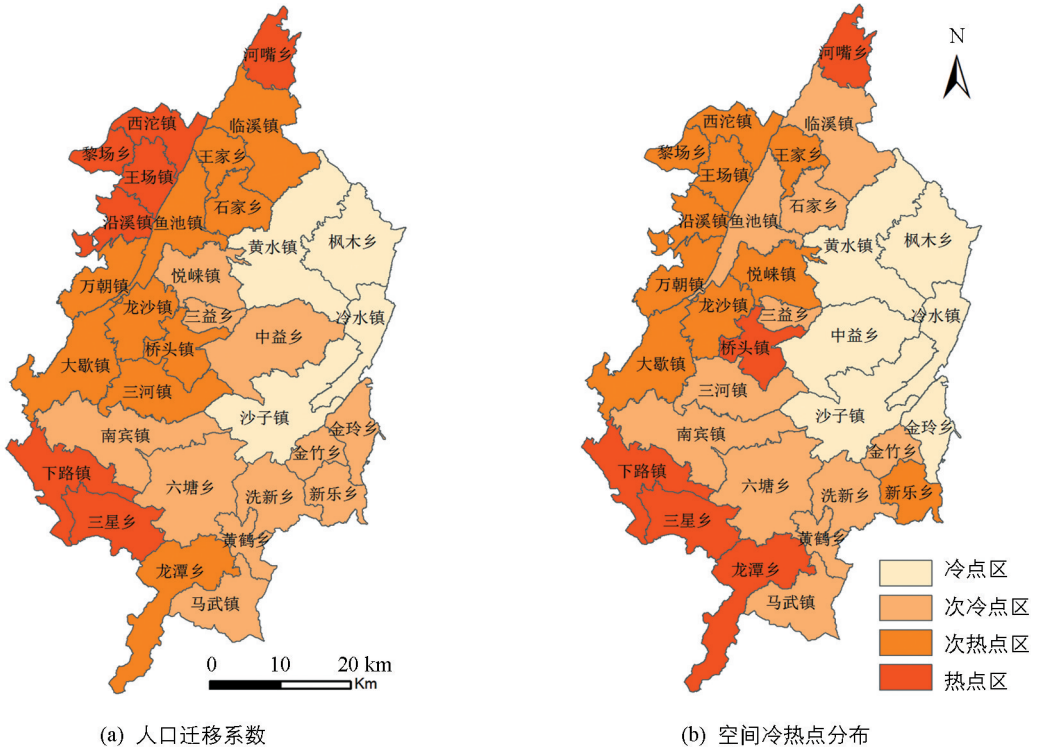 河嘴乡
西沱镇
临溪镇
黎场乡
王家乡
王场镇
石家乡
沿溪镇
鱼池镇
黄水镇
枫木乡
悦崃镇
万朝镇
龙沙镇
三益乡
冷水镇
中益乡
桥头镇
大歇镇
三河镇
沙子镇
南宾镇
金玲乡
金竹乡
下路镇
六塘乡
洗新乡
新乐乡
三星乡
黄鹤乡
龙潭乡
马武镇
0 10 20 km
Km
(a) 人口迁移系数
N
河嘴乡
西沱镇
临溪镇
黎场乡
王家乡
王场镇
石家乡
沿溪镇
鱼池镇
黄水镇
枫木乡
悦崃镇
万朝镇
龙沙镇
三益乡
冷水镇
中益乡
桥头镇
大歇镇
三河镇
沙子镇
南宾镇
金玲乡
金竹乡
下路镇
六塘乡
洗新乡
新乐乡
三星乡
黄鹤乡
龙潭乡
马武镇
冷点区
次冷点区
次热点区
热点区
(b) 空间冷热点分布